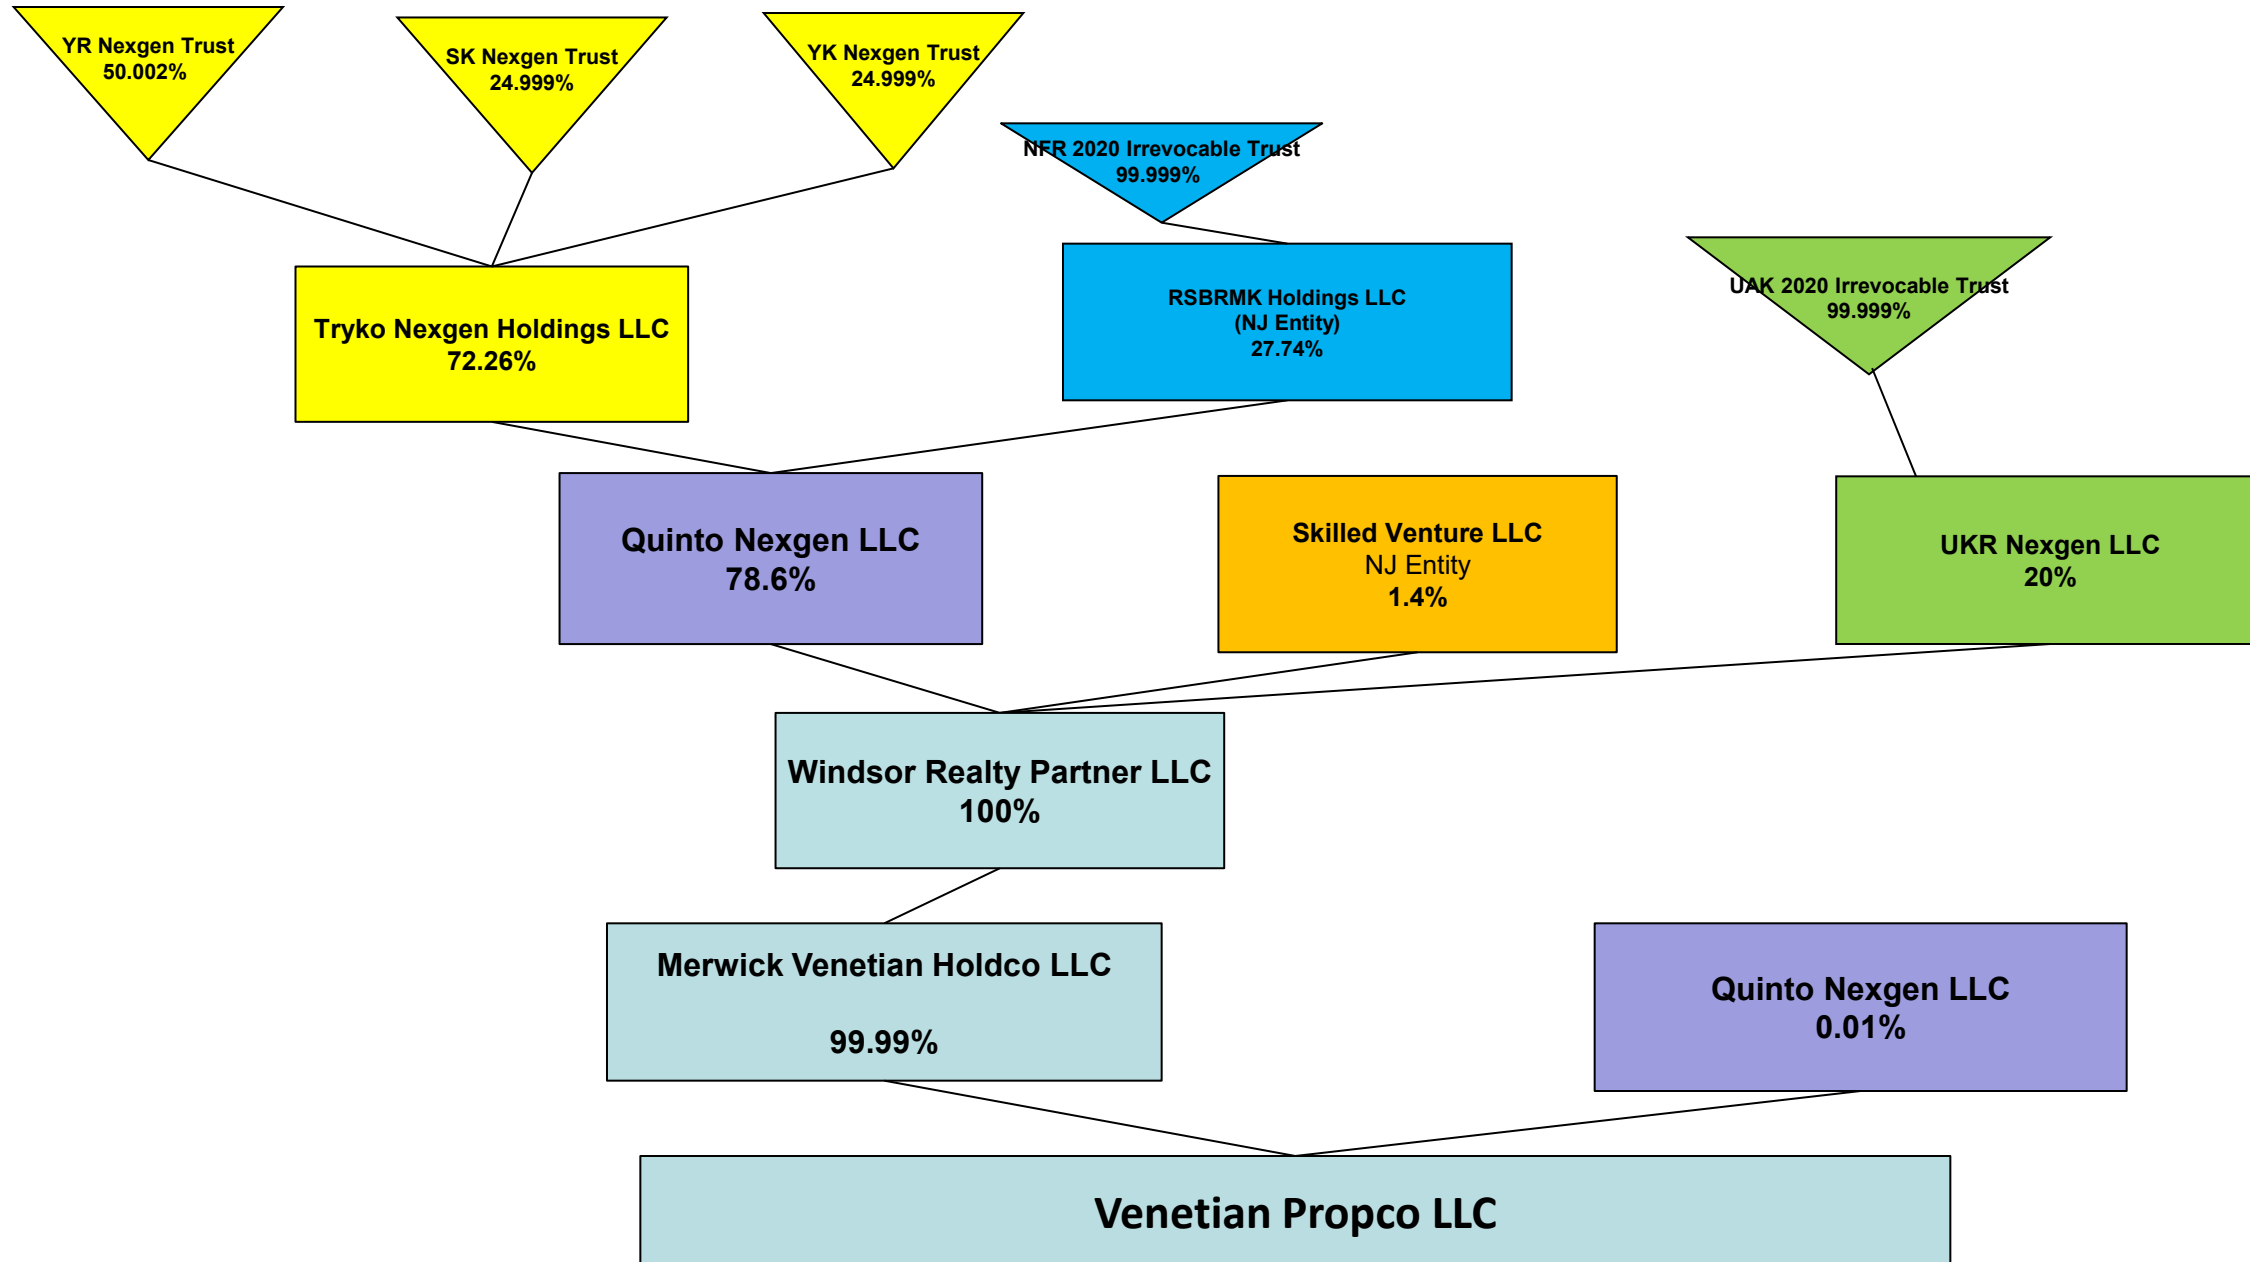 YR Nexgen Trust
50.002%
SK Nexgen Trust
24.999%
YK Nexgen Trust
24.999%
NFR 2020 Irrevocable Trust
99.999%
UAK 2020 Irrevocable Trust
99.999%
Tryko Nexgen Holdings LLC
72.26%
RSBRMK Holdings LLC
(NJ Entity)
27.74%
Quinto Nexgen LLC
78.6%
Skilled Venture LLC
NJ Entity
1.4%
UKR Nexgen LLC
20%
Windsor Realty Partner LLC
100%
Merwick Venetian Holdco LLC
99.99%
Quinto Nexgen LLC
0.01%
Venetian Propco LLC